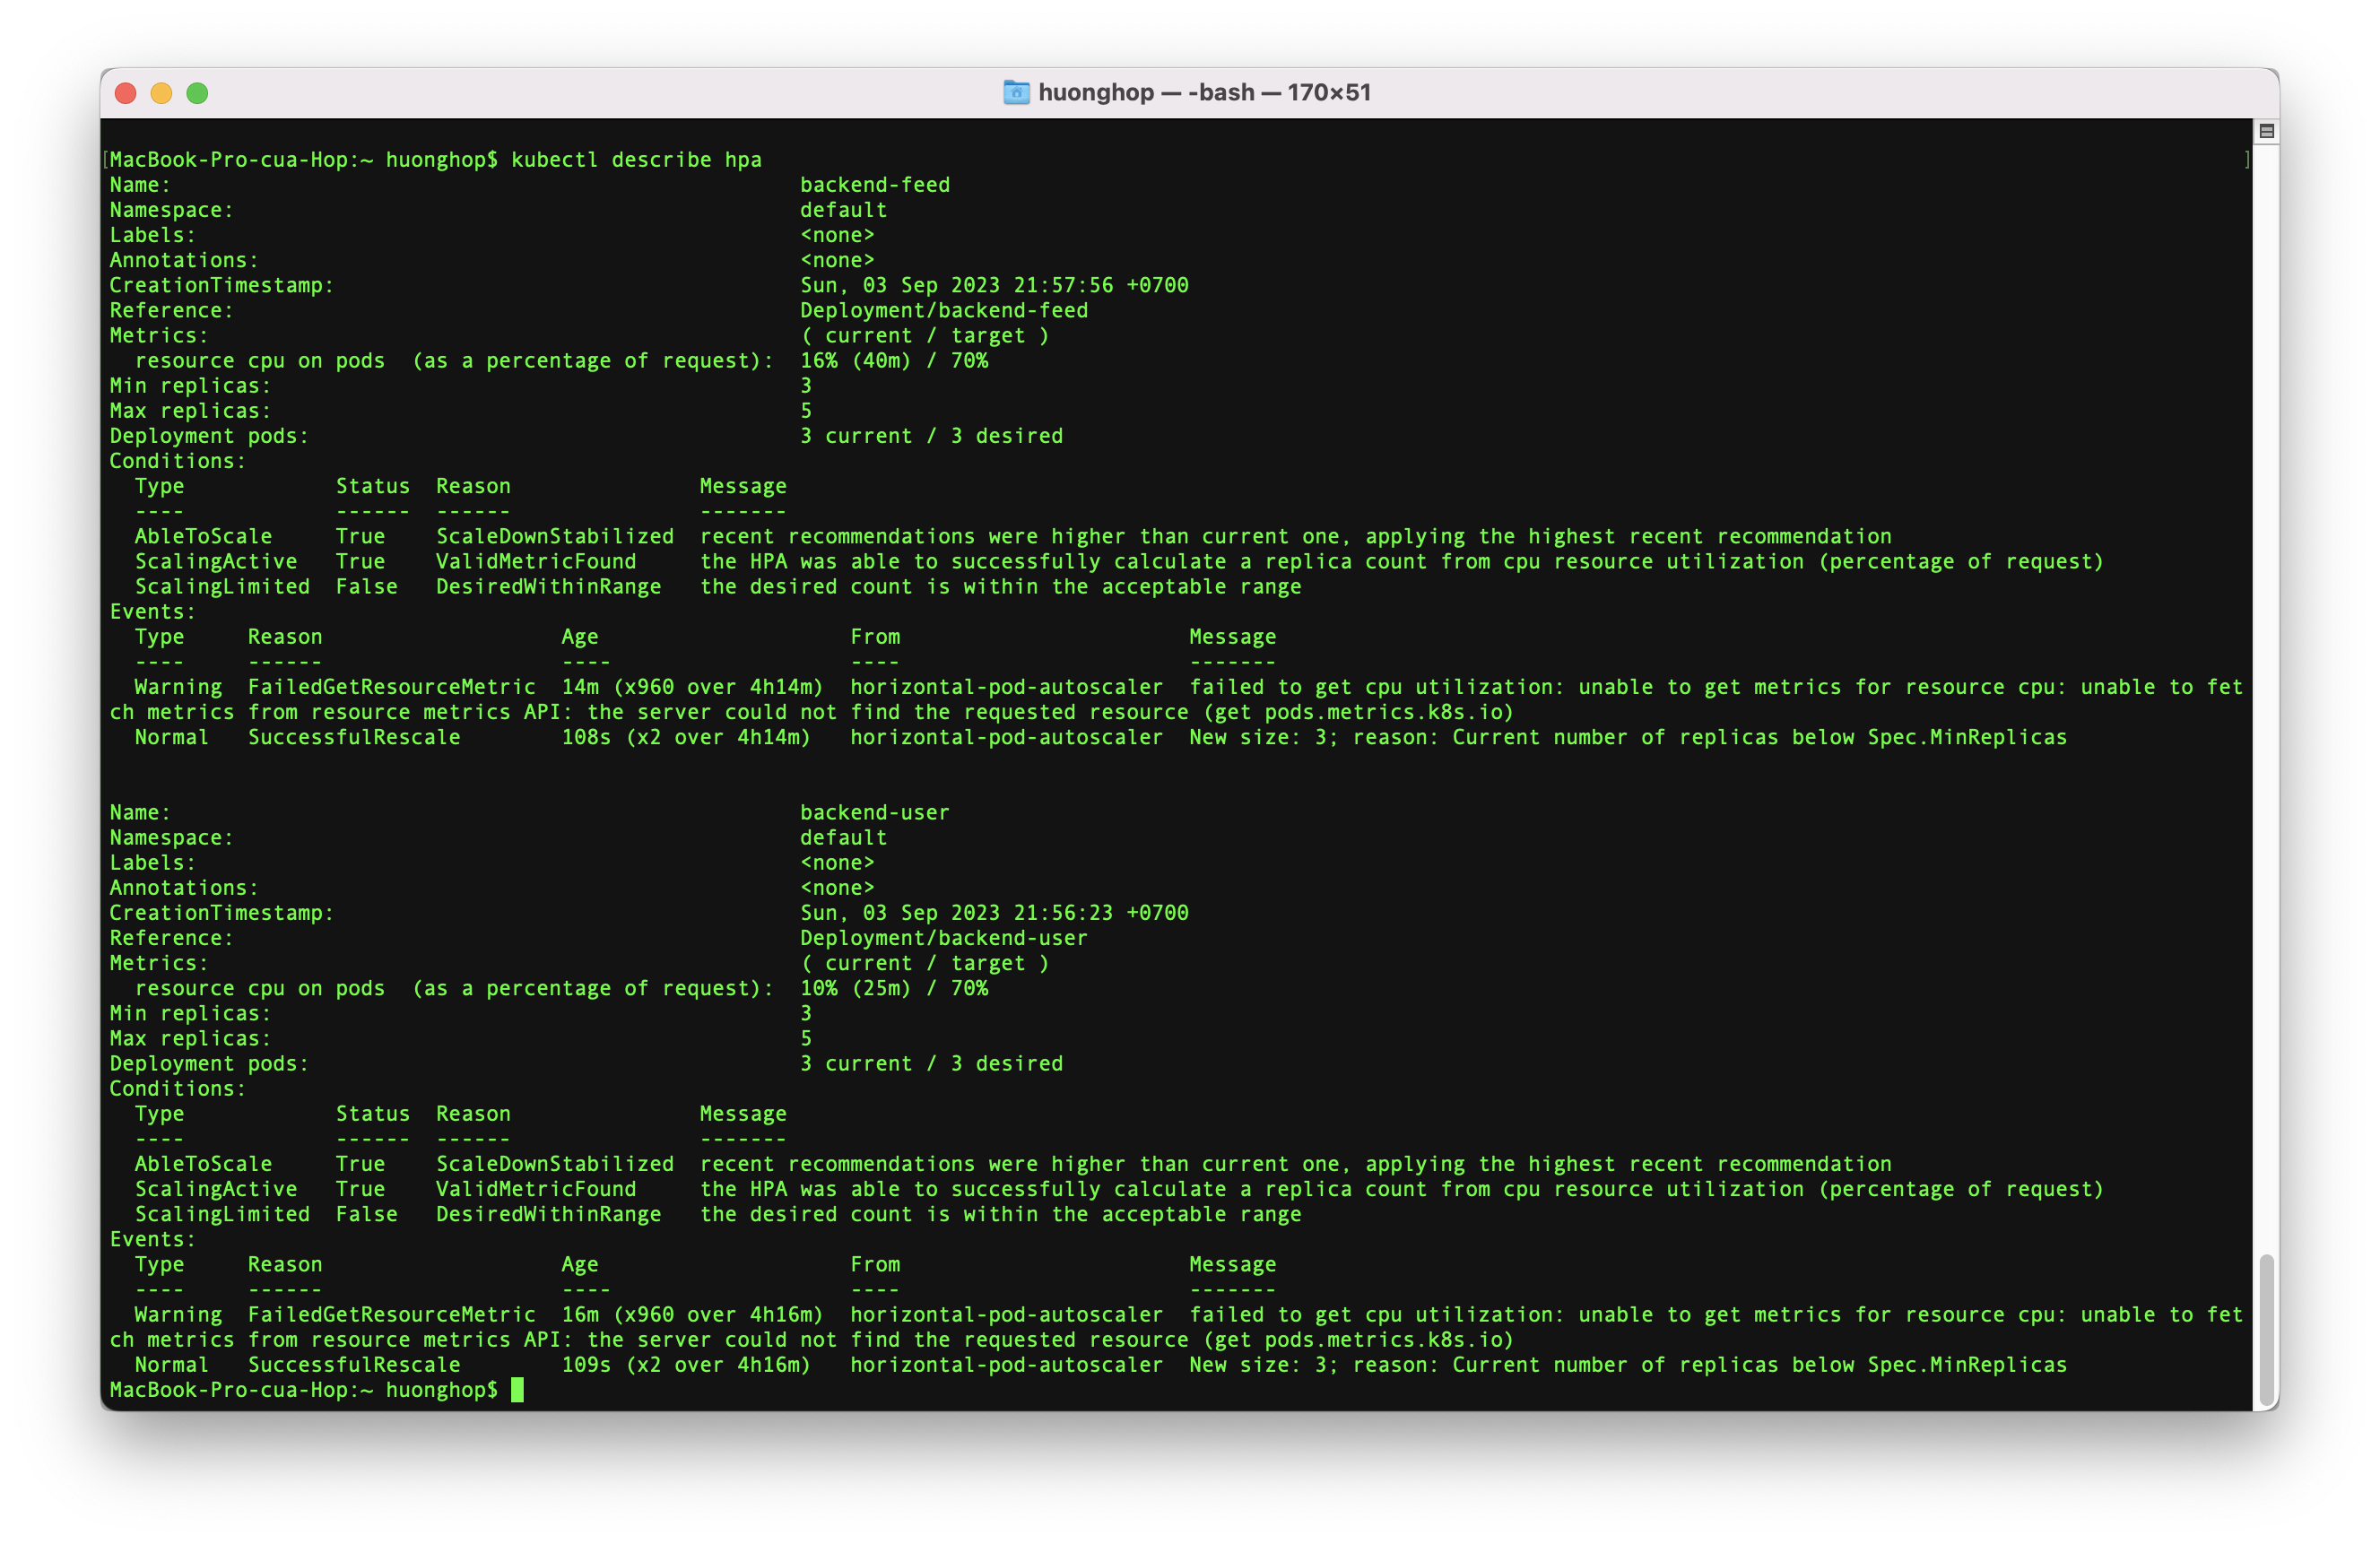 huonghop — -bash — 170×51
[MacBook-Pro-cua-Hop:~ huonghop$ kubectl describe hpa ]
Name: backend-feed
Namespace: default
Labels: <none>
Annotations: <none>
CreationTimestamp: Sun, 03 Sep 2023 21:57:56 +0700
Reference: Deployment/backend-feed
Metrics: ( current / target )
resource cpu on pods (as a percentage of request): 16% (40m) / 70%
Min replicas: 3
Max replicas: 5
Deployment pods: 3 current / 3 desired
Conditions:
Type Status Reason Message
---- ------ ------ -------
AbleToScale True ScaleDownStabilized recent recommendations were higher than current one, applying the highest recent recommendation
ScalingActive True ValidMetricFound the HPA was able to successfully calculate a replica count from cpu resource utilization (percentage of request)
ScalingLimited False DesiredWithinRange the desired count is within the acceptable range
Events:
Type Reason Age From Message
---- ------ ---- ---- -------
Warning FailedGetResourceMetric 14m (x960 over 4h14m) horizontal-pod-autoscaler failed to get cpu utilization: unable to get metrics for resource cpu: unable to fet
ch metrics from resource metrics API: the server could not find the requested resource (get pods.metrics.k8s.io)
Normal SuccessfulRescale 108s (x2 over 4h14m) horizontal-pod-autoscaler New size: 3; reason: Current number of replicas below Spec.MinReplicas
Name: backend-user
Namespace: default
Labels: <none>
Annotations: <none>
CreationTimestamp: Sun, 03 Sep 2023 21:56:23 +0700
Reference: Deployment/backend-user
Metrics: ( current / target )
resource cpu on pods (as a percentage of request): 10% (25m) / 70%
Min replicas: 3
Max replicas: 5
Deployment pods: 3 current / 3 desired
Conditions:
Type Status Reason Message
---- ------ ------ -------
AbleToScale True ScaleDownStabilized recent recommendations were higher than current one, applying the highest recent recommendation
ScalingActive True ValidMetricFound the HPA was able to successfully calculate a replica count from cpu resource utilization (percentage of request)
ScalingLimited False DesiredWithinRange the desired count is within the acceptable range
Events:
Type Reason Age From Message
---- ------ ---- ---- -------
Warning FailedGetResourceMetric 16m (x960 over 4h16m) horizontal-pod-autoscaler failed to get cpu utilization: unable to get metrics for resource cpu: unable to fet
ch metrics from resource metrics API: the server could not find the requested resource (get pods.metrics.k8s.io)
Normal SuccessfulRescale 109s (x2 over 4h16m) horizontal-pod-autoscaler New size: 3; reason: Current number of replicas below Spec.MinReplicas
MacBook-Pro-cua-Hop:~ huonghop$